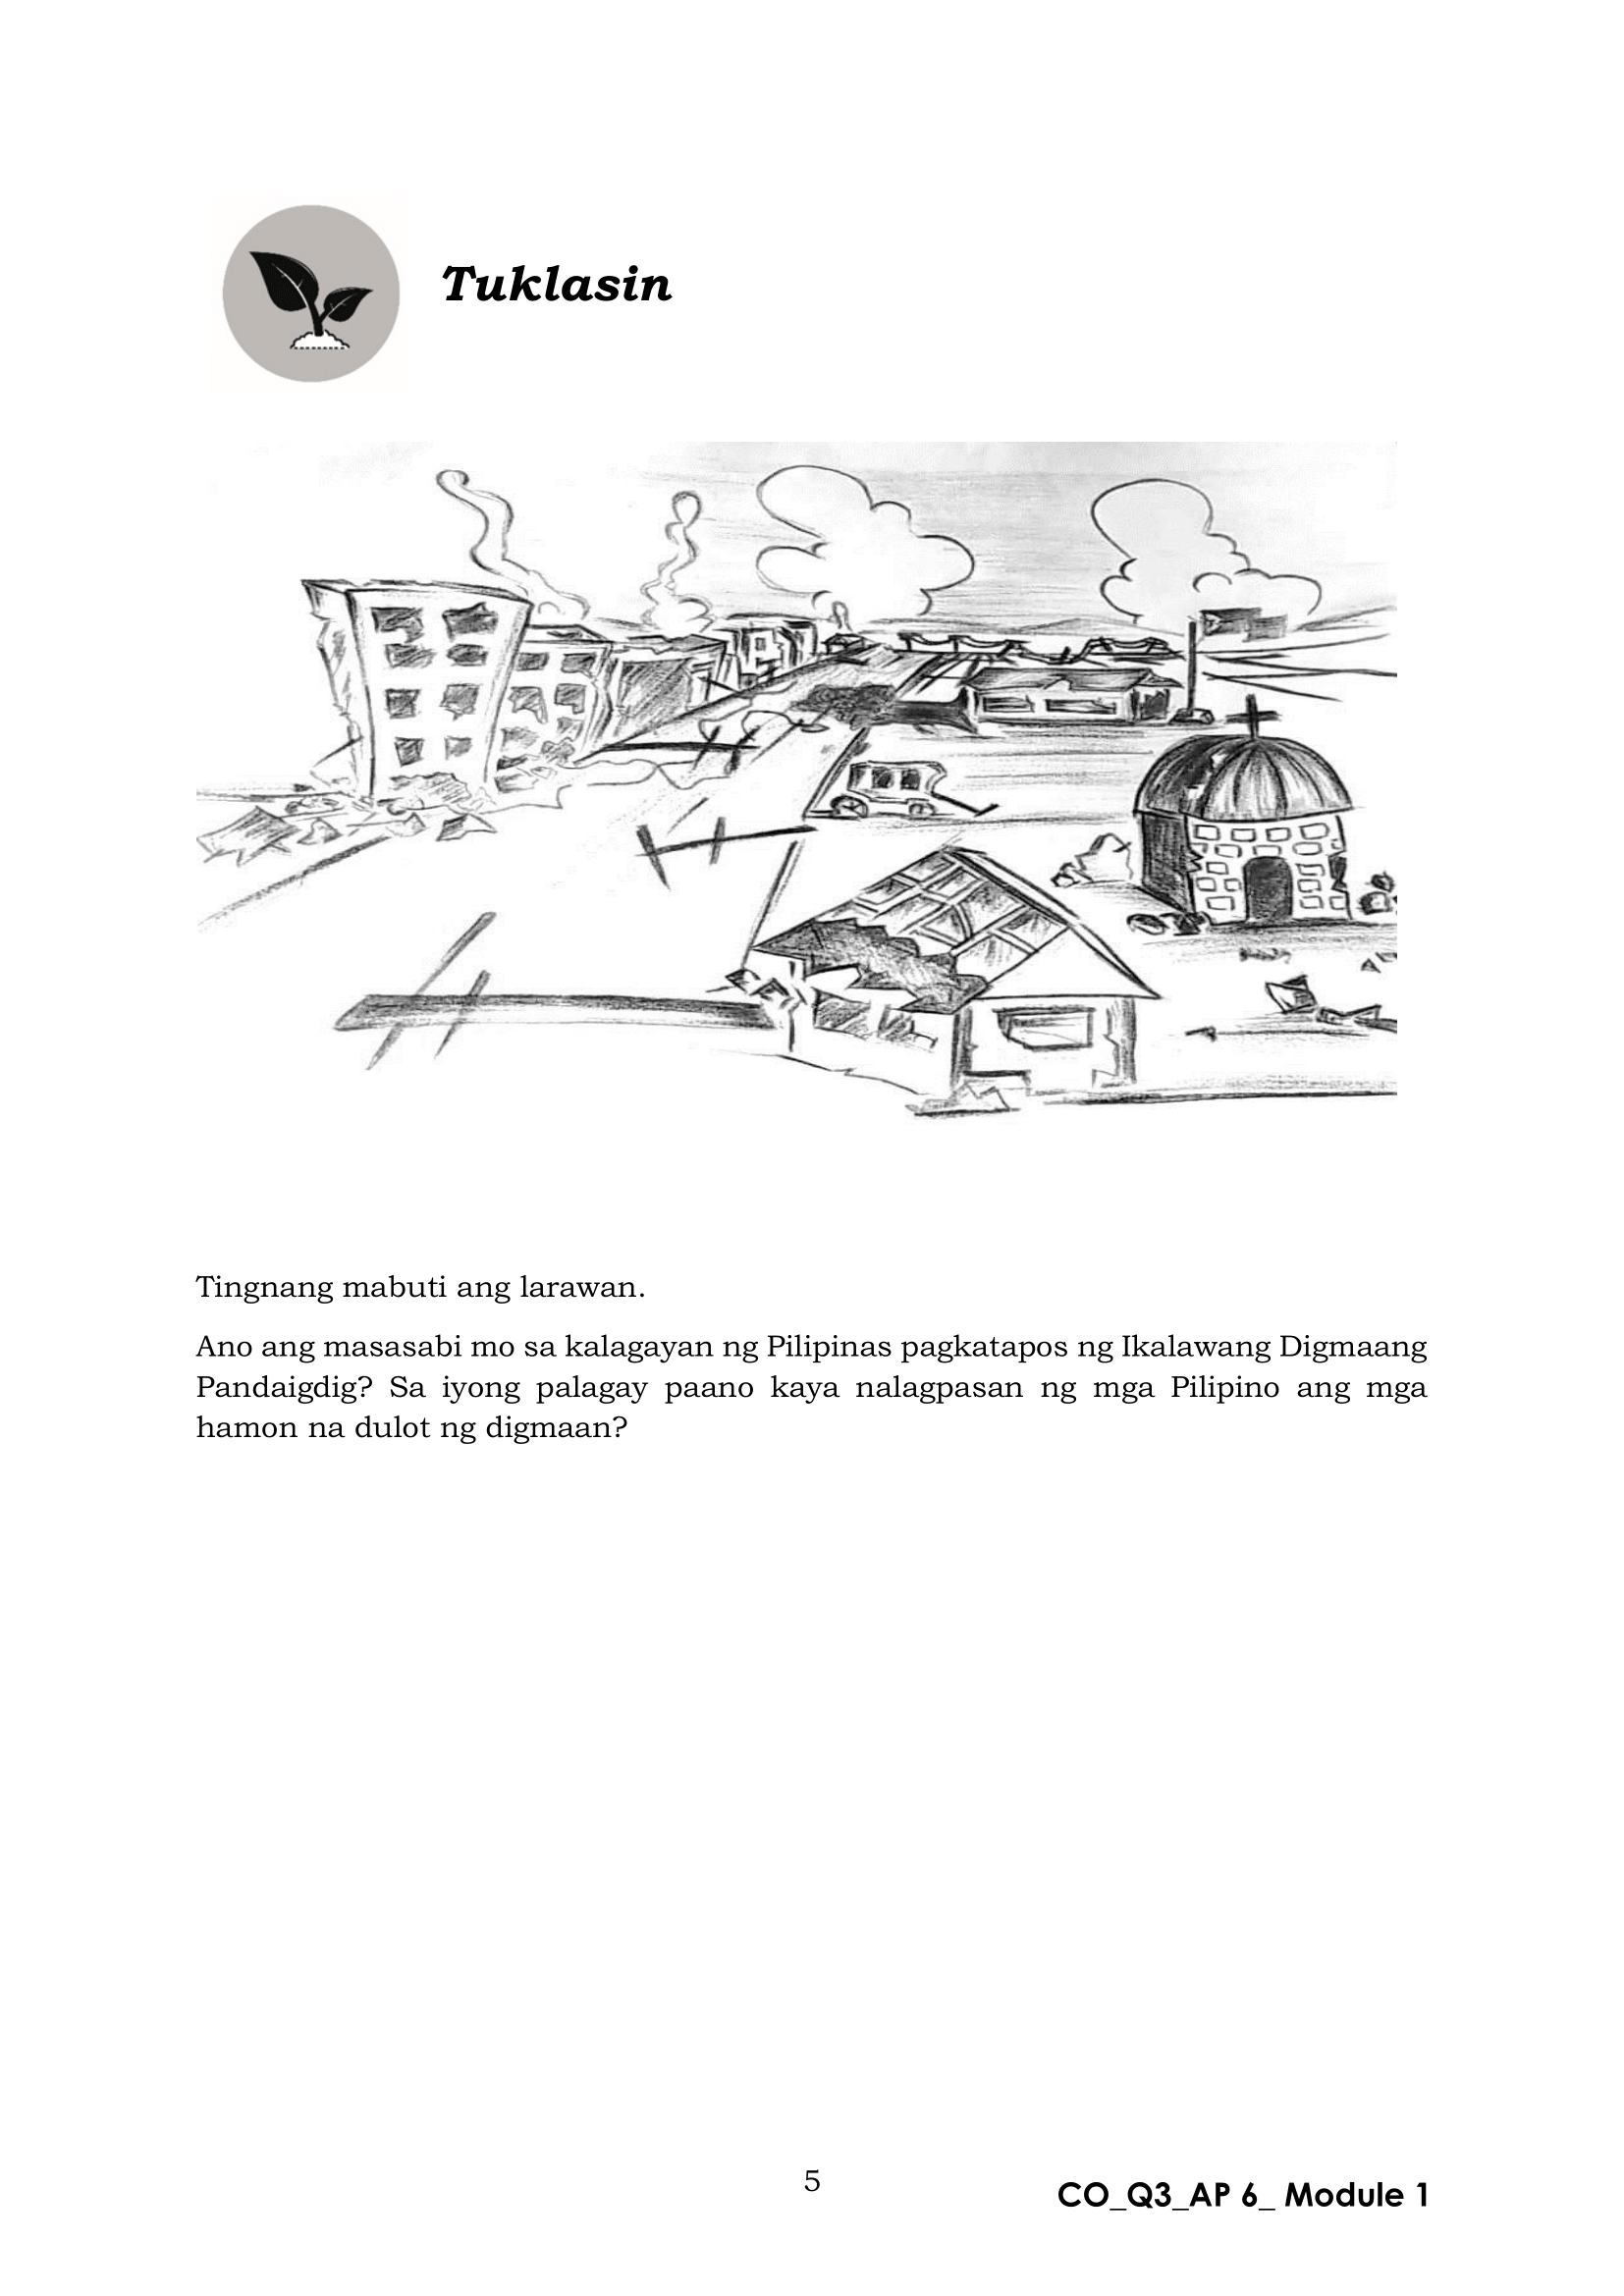 Tuklasin
Tingnang mabuti ang larawan.
Ano ang masasabi mo sa kalagayan ng Pilipinas pagkatapos ng Ikalawang Digmaang
Pandaigdig? Sa iyong palagay paano kaya nalagpasan ng mga Pilipino ang mga
hamon na dulot ng digmaan?
5
CO_Q3_AP 6_ Module 1